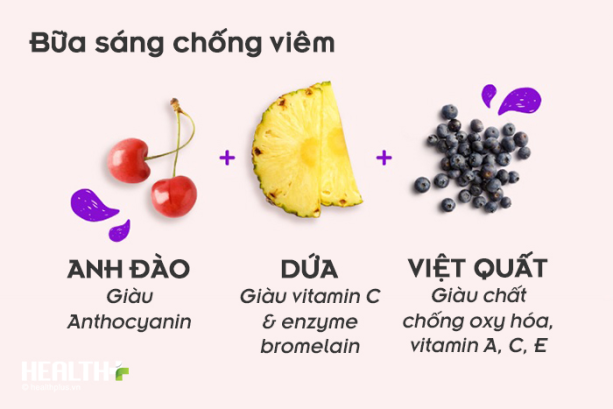 Bữa sáng chống viêm
ANH ĐÀO
Giàu
Anthocyanin
DỨA
Giàu vitamin C
& enzyme
bromelain
VIỆT QUẤT
Giàu chất
chống oxy hóa,
vitamin A, C, E
HEALTH+